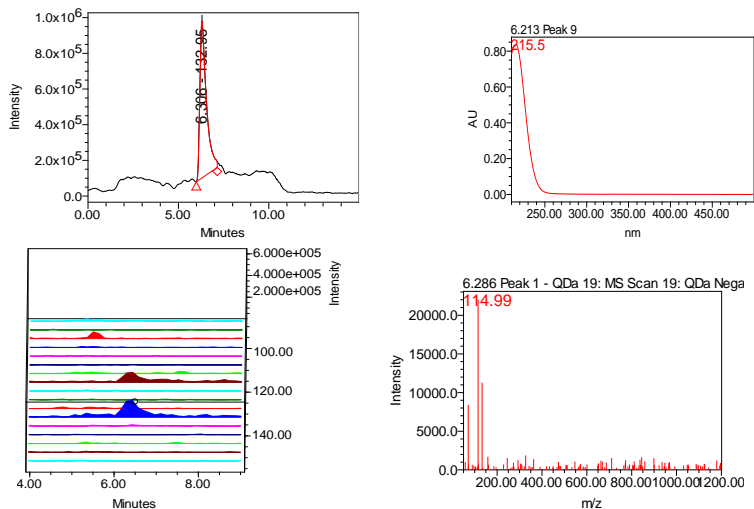 1.0x10⁶
8.0x10⁵
6.0x10⁵
4.0x10⁵
2.0x10⁵
0.0
Intensity
6.306 - 132.95
0.00 5.00 10.00
Minutes
6.213 Peak 9
215.5
0.80
0.60
0.40
0.20
0.00
AU
250.00 300.00 350.00 400.00 450.00
nm
6.000e+005
4.000e+005
2.000e+005
Intensity
100.00
120.00
140.00
4.00 6.00 8.00
Minutes
6.286 Peak 1 - QDa 19: MS Scan 19: QDa Nega
114.99
20000.0
15000.0
10000.0
5000.0
0.0
Intensity
200.00 400.00 600.00 800.00 1000.00 1200.00
m/z